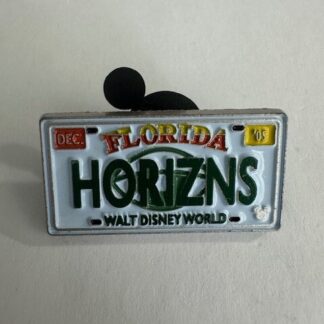 DEC. FLORIDA '05
HORIZNS
WALT DISNEY WORLD